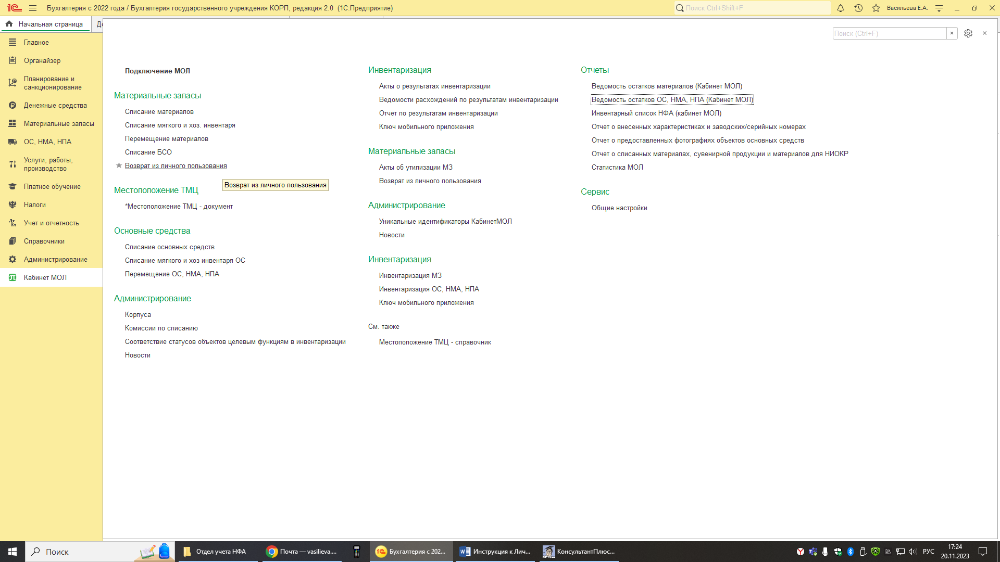 Бухгалтерия с 2022 года / Бухгалтерия государственного учреждения КОРП, редакция 2.0 (1С:Предприятие)
Поиск Ctrl+Shift+F
Васильева Е.А.
Начальная страница
Поиск (Ctrl+F)
Главное
Органайзер
Планирование и
санкционирование
Денежные средства
Материальные запасы
ОС, НМА, НПА
Услуги, работы,
производство
Платное обучение
Налоги
Учет и отчетность
Справочники
Администрирование
Кабинет МОЛ
Подключение МОЛ
Материальные запасы
Списание материалов
Списание мягкого и хоз. инвентаря
Перемещение материалов
Списание БСО
Возврат из личного пользования
Возврат из личного пользования
Местоположение ТМЦ
*Местоположение ТМЦ - документ
Основные средства
Списание основных средств
Списание мягкого и хоз инвентаря ОС
Перемещение ОС, НМА, НПА
Администрирование
Корпуса
Комиссии по списанию
Соответствие статусов объектов целевым функциям в инвентаризации
Новости
Инвентаризация
Акты о результатах инвентаризации
Ведомости расхождений по результатам инвентаризации
Отчет по результатам инвентаризации
Ключ мобильного приложения
Материальные запасы
Акты об утилизации МЗ
Возврат из личного пользования
Администрирование
Уникальные идентификаторы КабинетМОЛ
Новости
Инвентаризация
Инвентаризация МЗ
Инвентаризация ОС, НМА, НПА
Ключ мобильного приложения
См. также
Местоположение ТМЦ - справочник
Отчеты
Ведомость остатков материалов (Кабинет МОЛ)
Ведомость остатков ОС, НМА, НПА (Кабинет МОЛ)
Инвентарный список НФА (кабинет МОЛ)
Отчет о внесенных характеристиках и заводских/серийных номерах
Отчет о предоставленных фотографиях объектов основных средств
Отчет о списанных материалах, сувенирной продукции и материалов для НИОКР
Статистика МОЛ
Сервис
Общие настройки
Поиск
Отдел учета НФА
Почта — vasilieva....
Бухгалтерия с 202...
Инструкция к Лич...
КонсультантПлюс...
РУС
17:24
20.11.2023